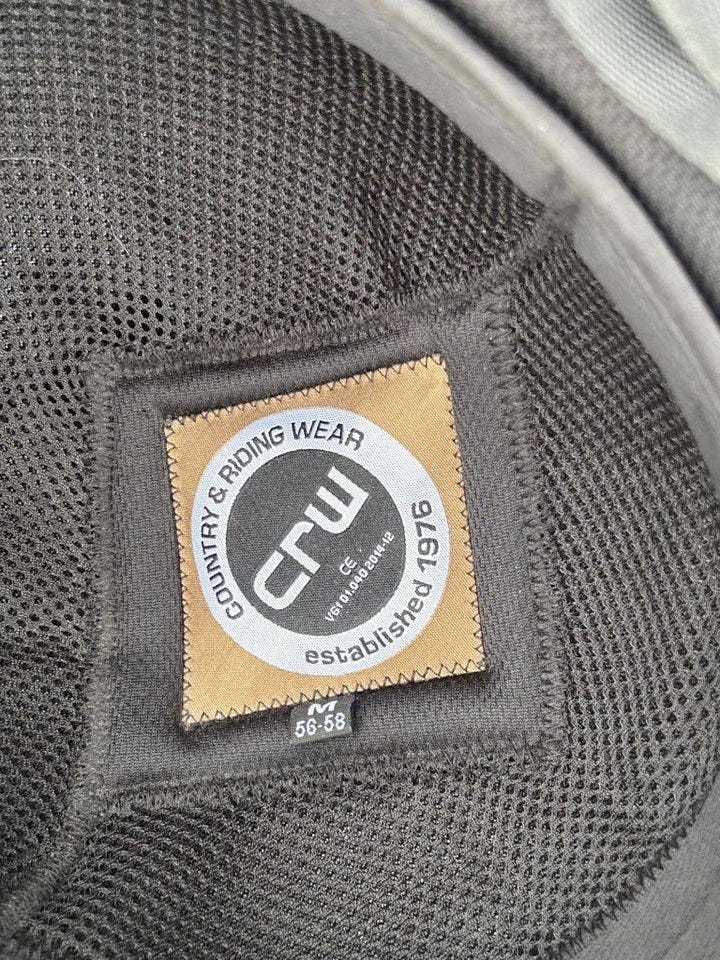 COUNTRY & RIDING WEAR
crw
CE
VG1 01.040 2014-12
established 1976
M
56-58